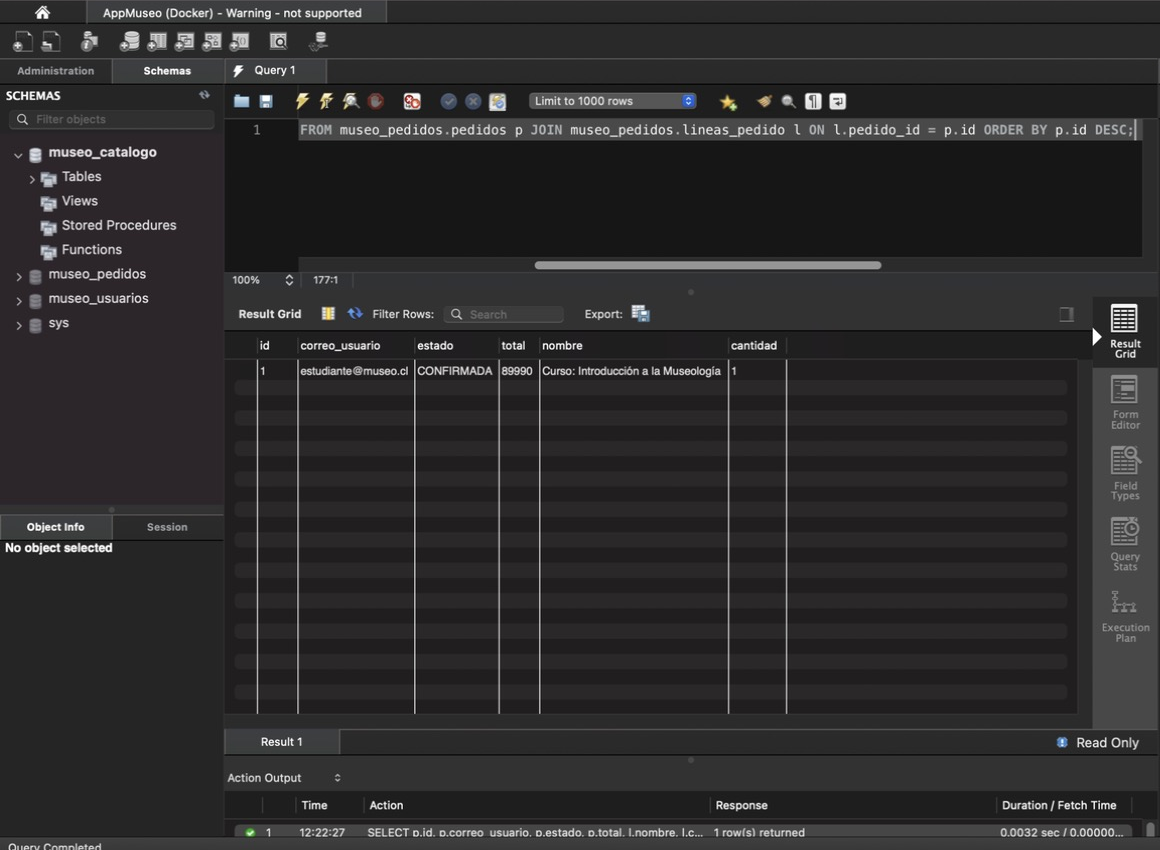 AppMuseo (Docker) - Warning - not supported
Administration
Schemas
Query 1
SCHEMAS
Filter objects
Limit to 1000 rows
1
FROM museo_pedidos.pedidos p JOIN museo_pedidos.lineas_pedido l ON l.pedido_id = p.id ORDER BY p.id DESC;
museo_catalogo
Tables
Views
Stored Procedures
Functions
museo_pedidos
museo_usuarios
sys
100%
177:1
Result Grid
Filter Rows:
Search
Export:
id correo_usuario estado total nombre cantidad
1 estudiante@museo.cl CONFIRMADA 89990 Curso: Introducción a la Museología 1
Result Grid
Form Editor
Field Types
Query Stats
Execution Plan
Object Info
Session
No object selected
Result 1
Read Only
Action Output
Time Action Response Duration / Fetch Time
1 12:22:27 SELECT p.id, p.correo_usuario, p.estado, p.total, l.nombre, l.c... 1 row(s) returned 0.0032 sec / 0.00000...
Query Completed